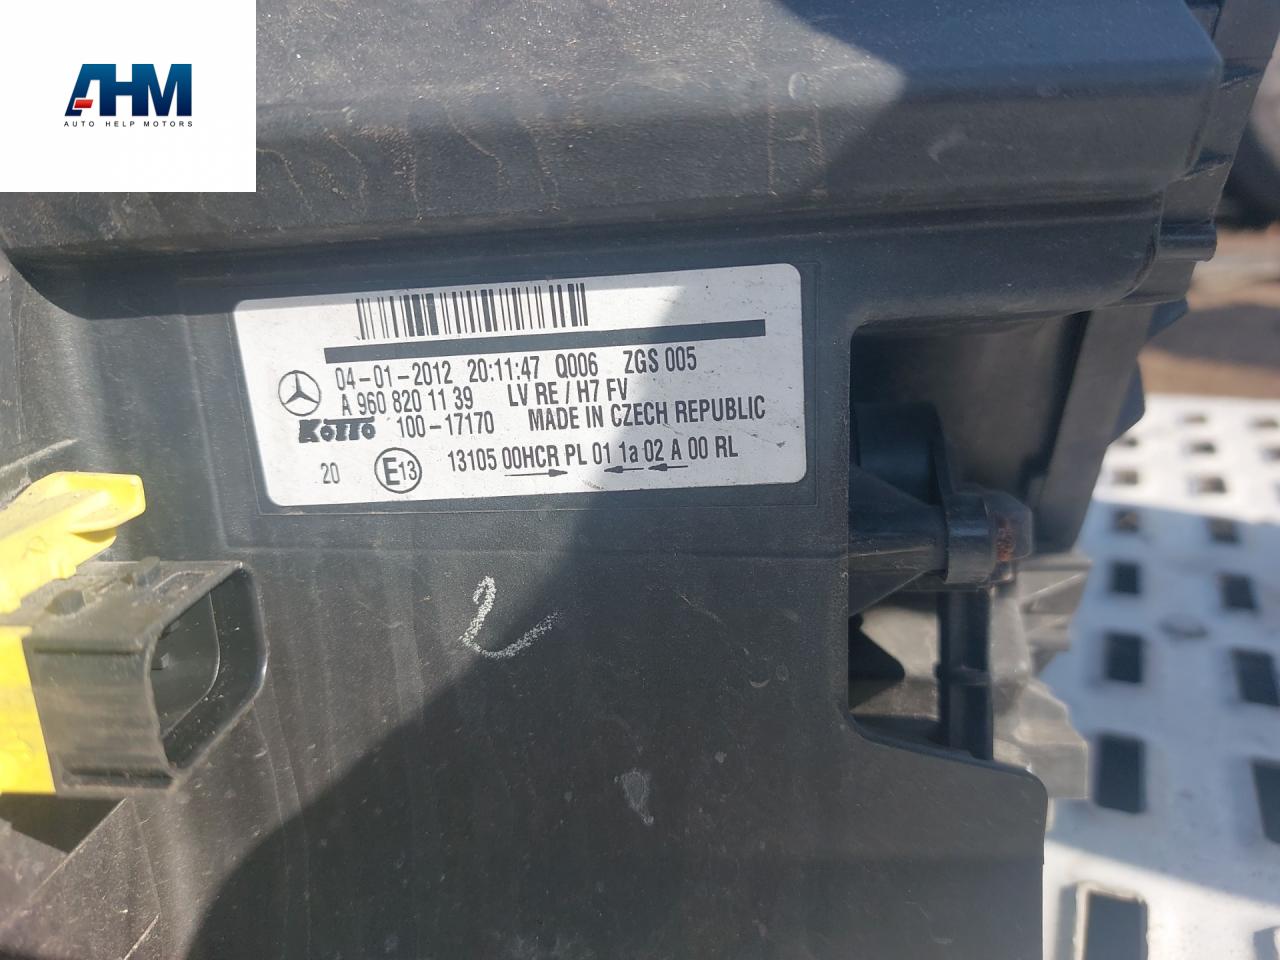 AHM
AUTO HELP MOTORS
04-01-2012 20:11:47 Q006 ZGS 005
A 960 820 11 39 LV RE / H7 FV
KOITO 100-17170 MADE IN CZECH REPUBLIC
20 E13 13105 00HCR PL 01 1a 02 A 00 RL